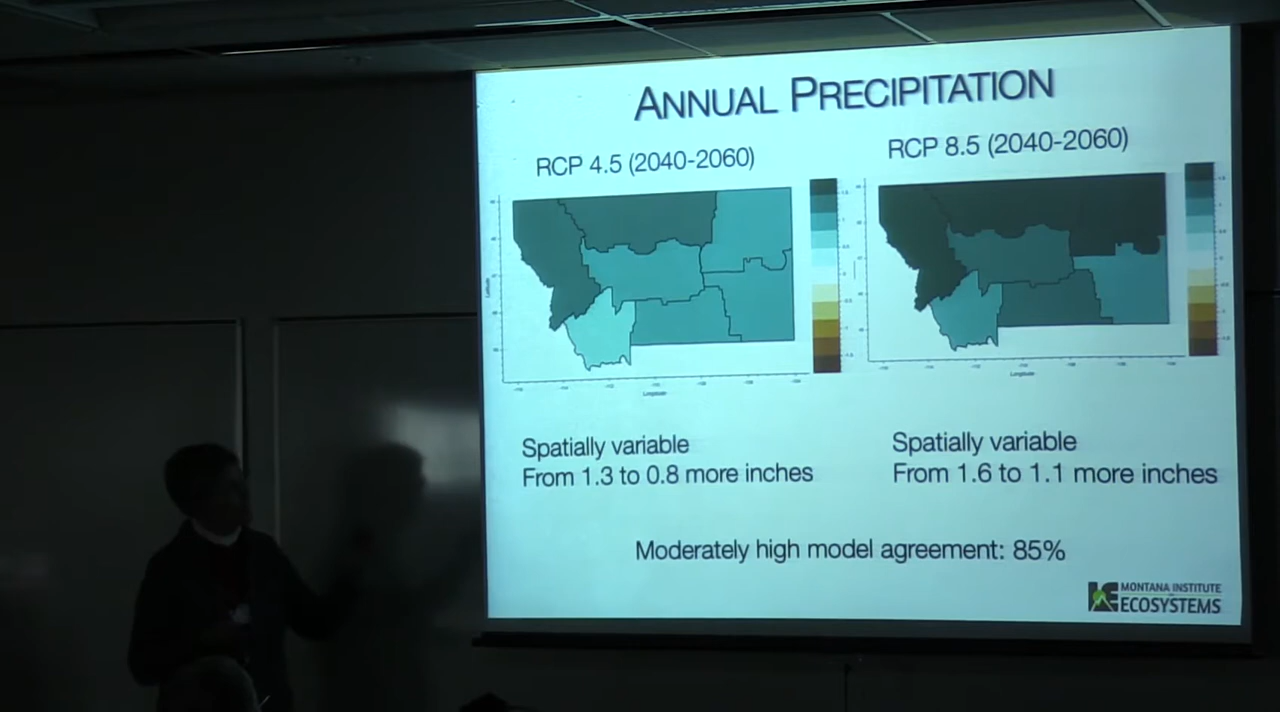 ANNUAL PRECIPITATION
RCP 4.5 (2040-2060)
RCP 8.5 (2040-2060)
Longitude
Longitude
Spatially variable
From 1.3 to 0.8 more inches
Spatially variable
From 1.6 to 1.1 more inches
Moderately high model agreement: 85%
MONTANA INSTITUTE
ECOSYSTEMS